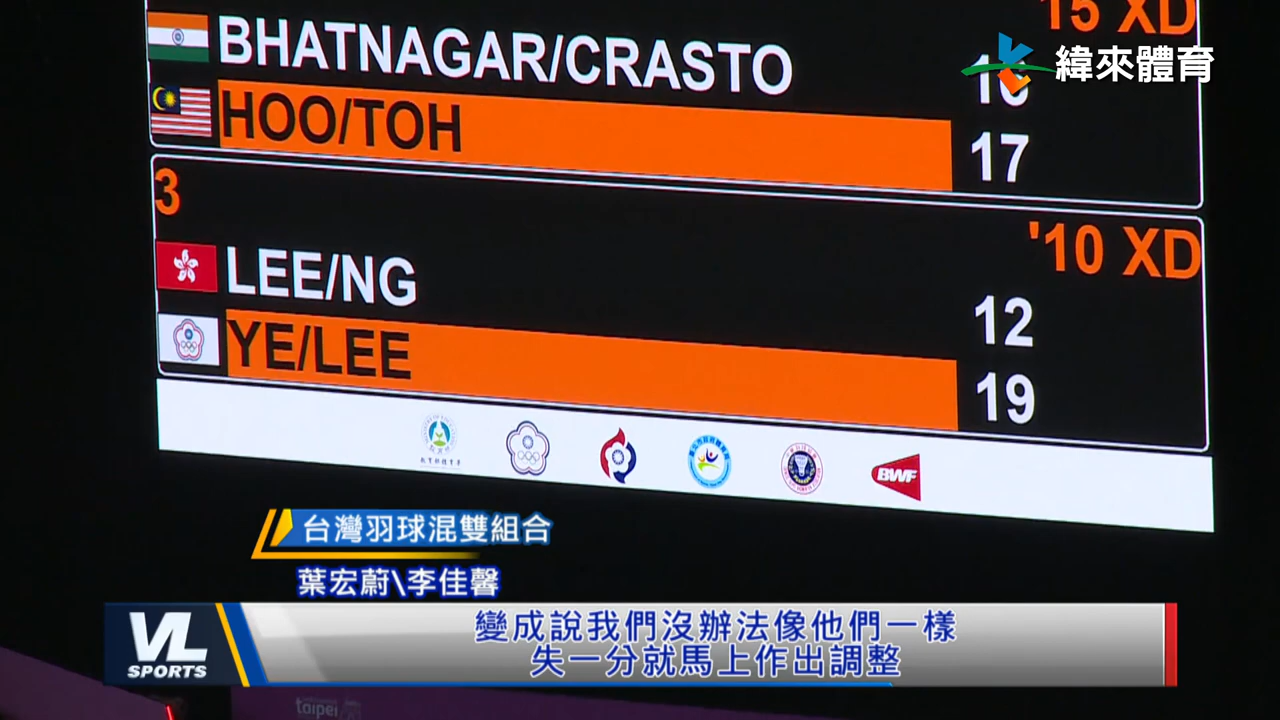 '15 XD
BHATNAGAR/CRASTO
緯來體育
HOO/TOH
17
3
'10 XD
LEE/NG
12
YE/LEE
19
BWF
台灣羽球混雙組合
葉宏蔚\李佳馨
VL
SPORTS
變成說我們沒辦法像他們一樣
失一分就馬上作出調整
taipei